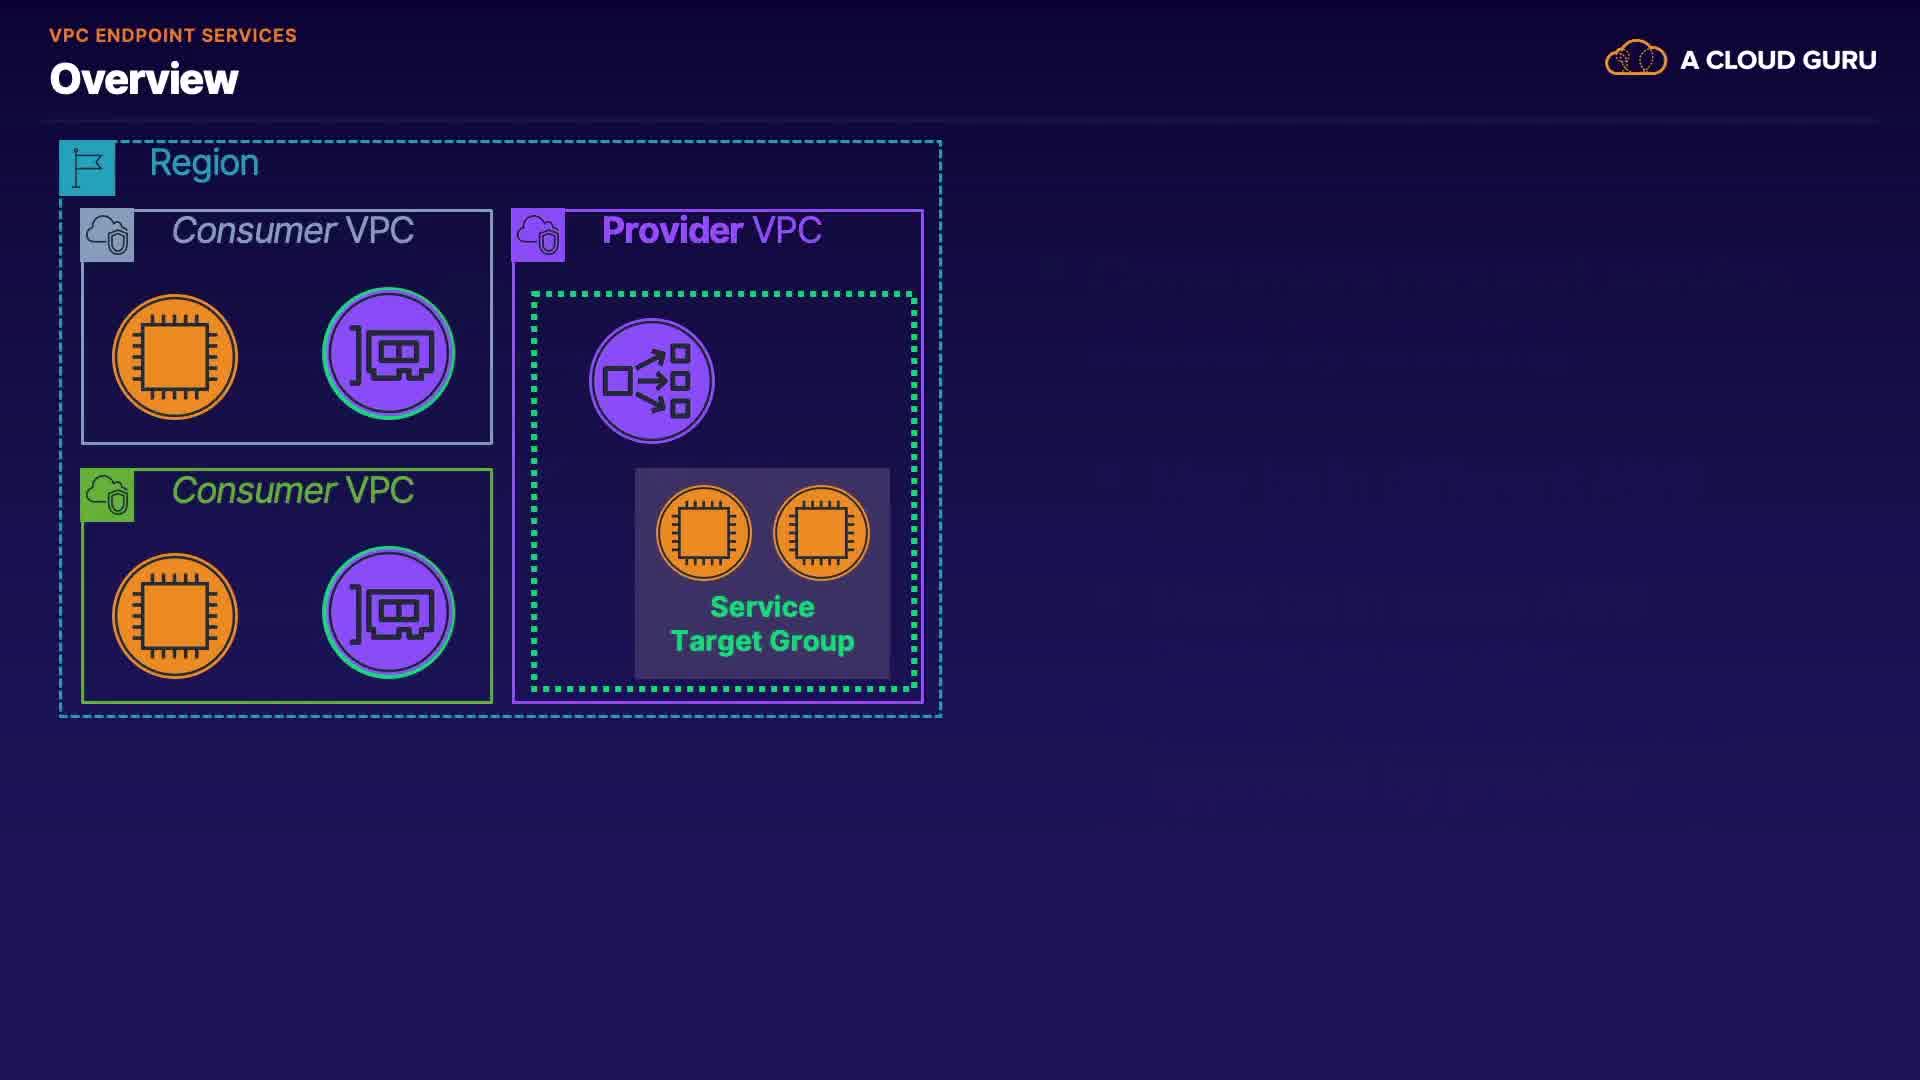 VPC ENDPOINT SERVICES
Overview
A CLOUD GURU
Region
Consumer VPC
Provider VPC
Consumer VPC
Service
Target Group